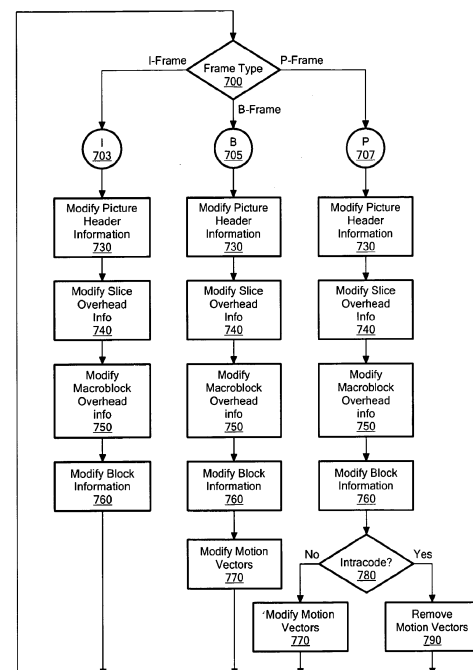 Frame Type
700
I-Frame
P-Frame
B-Frame
I
703
B
705
P
707
Modify Picture
Header
Information
730
Modify Picture
Header
Information
730
Modify Picture
Header
Information
730
Modify Slice
Overhead
Info
740
Modify Slice
Overhead
Info
740
Modify Slice
Overhead
Info
740
Modify
Macroblock
Overhead
info
750
Modify
Macroblock
Overhead
info
750
Modify
Macroblock
Overhead
info
750
Modify Block
Information
760
Modify Block
Information
760
Modify Block
Information
760
Modify Motion
Vectors
770
No
Intracode?
780
Yes
Modify Motion
Vectors
770
Remove
Motion Vectors
790